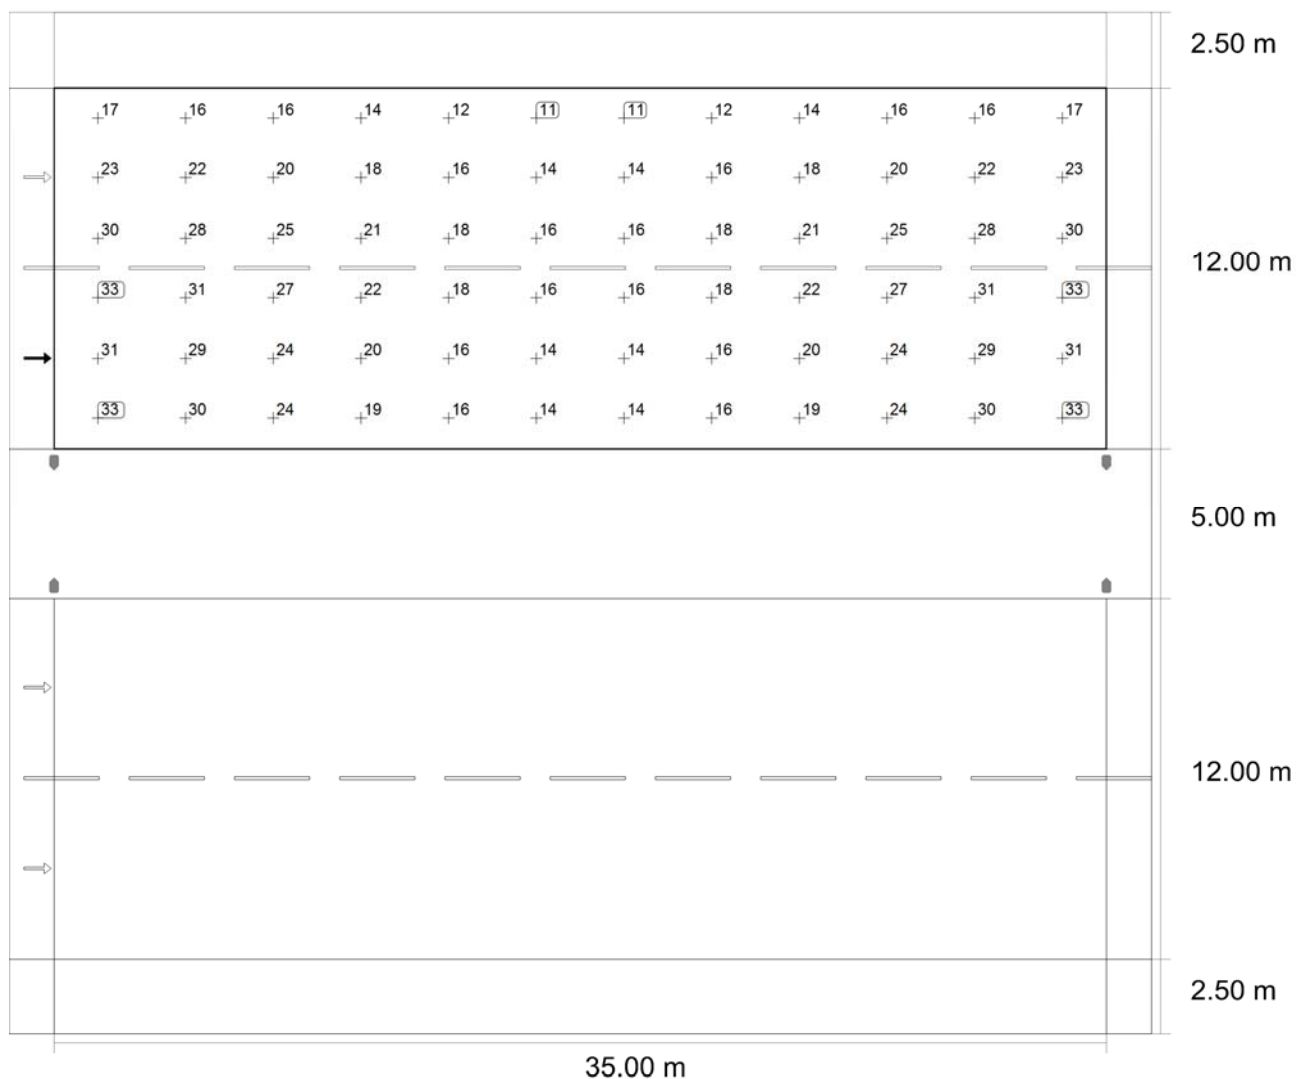 2.50 m
17 16 16 14 12 11 11 12 14 16 16 17
23 22 20 18 16 14 14 16 18 20 22 23
30 28 25 21 18 16 16 18 21 25 28 30
12.00 m
33 31 27 22 18 16 16 18 22 27 31 33
31 29 24 20 16 14 14 16 20 24 29 31
33 30 24 19 16 14 14 16 19 24 30 33
5.00 m
12.00 m
2.50 m
35.00 m